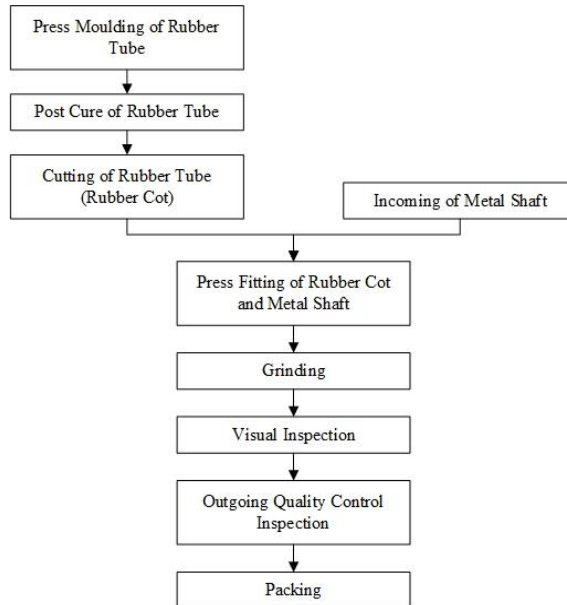 Press Moulding of Rubber
Tube
Post Cure of Rubber Tube
Cutting of Rubber Tube
(Rubber Cot)
Incoming of Metal Shaft
Press Fitting of Rubber Cot
and Metal Shaft
Grinding
Visual Inspection
Outgoing Quality Control
Inspection
Packing